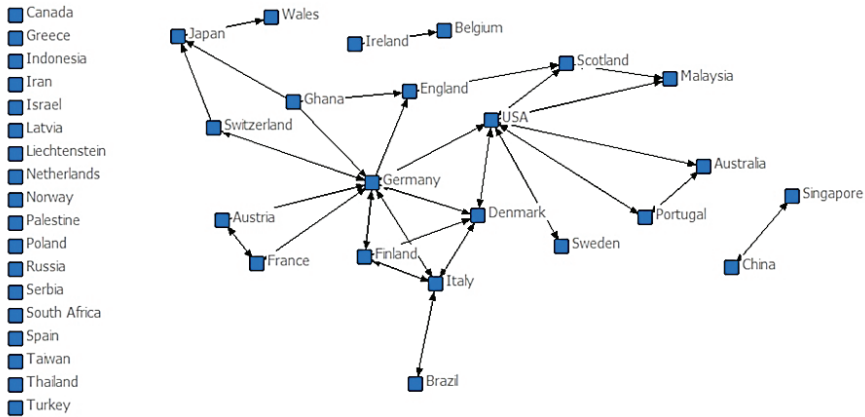 Canada
Greece
Indonesia
Iran
Israel
Latvia
Liechtenstein
Netherlands
Norway
Palestine
Poland
Russia
Serbia
South Africa
Spain
Taiwan
Thailand
Turkey
Japan
Wales
Ireland
Belgium
Scotland
Malaysia
Ghana
England
Switzerland
USA
Germany
Australia
Singapore
Austria
Denmark
Portugal
France
Finland
Sweden
China
Italy
Brazil